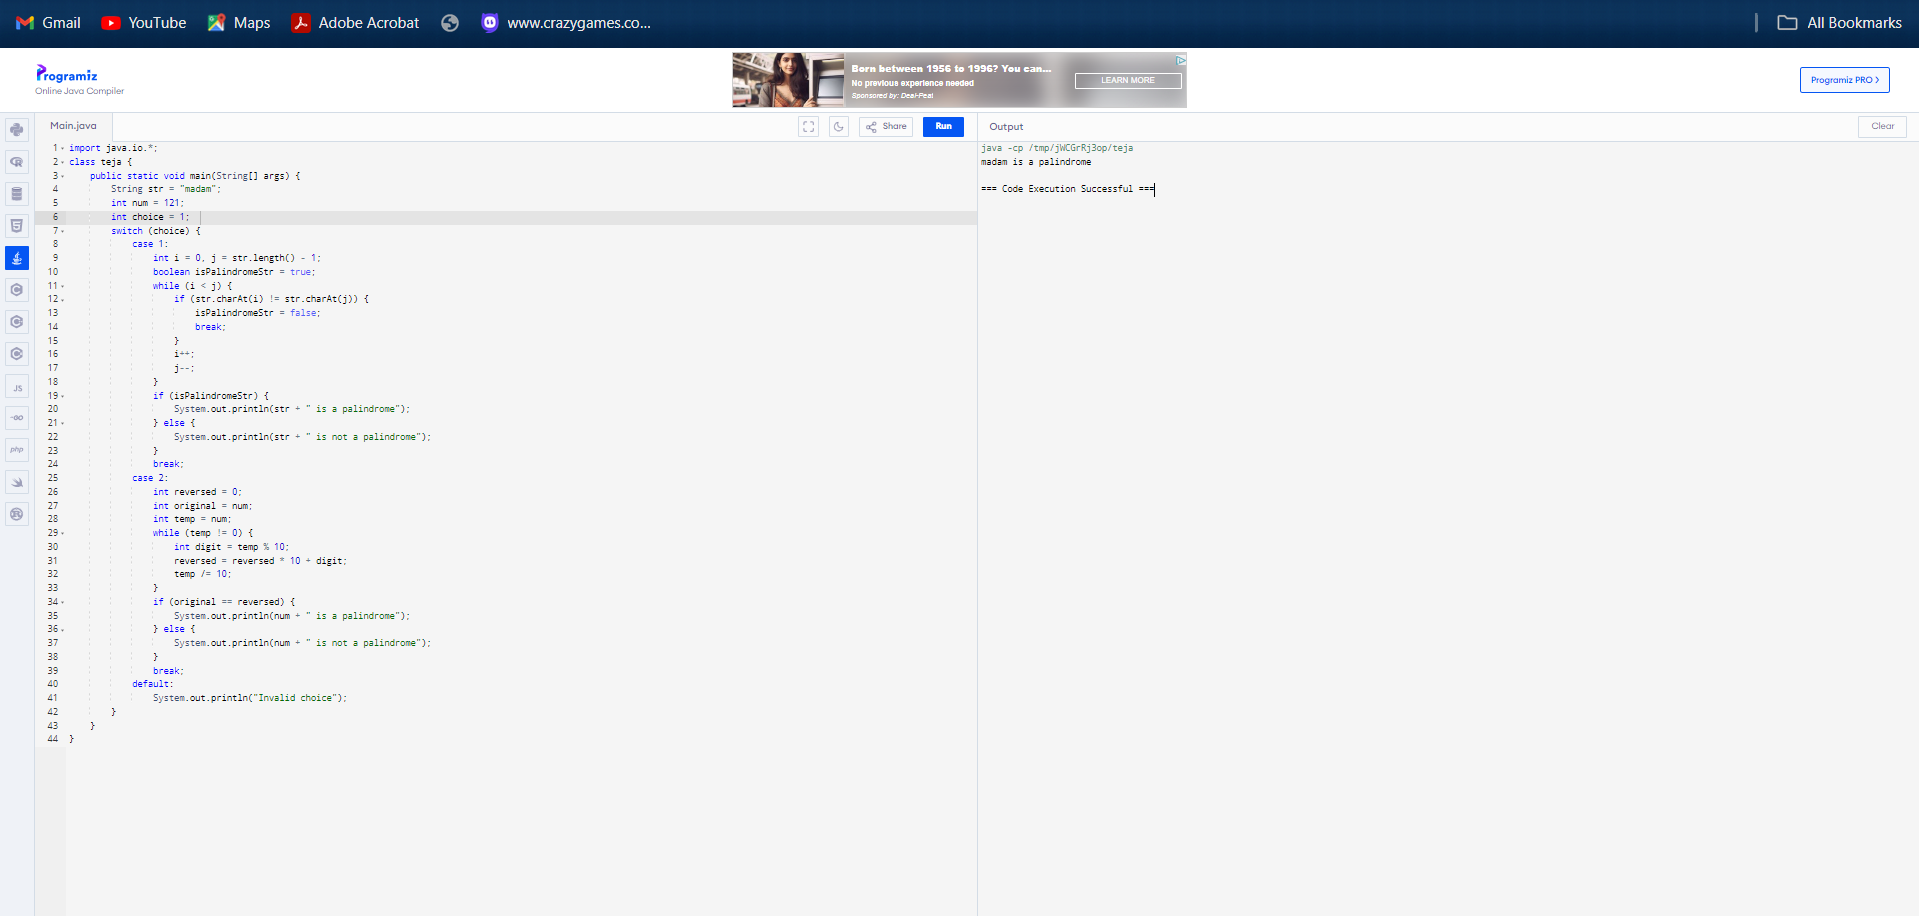 Gmail YouTube Maps Adobe Acrobat www.crazygames.co... All Bookmarks
Programiz
Online Java Compiler
Born between 1956 to 1996? You can...
No previous experience needed
Sponsored by: Deal-Peat
LEARN MORE
Programiz PRO >
Main.java
Share
Run
Output
Clear
1 import java.io.*;
2 class teja {
3     public static void main(String[] args) {
4         String str = "madam";
5         int num = 121;
6         int choice = 1;
7         switch (choice) {
8             case 1:
9                 int i = 0, j = str.length() - 1;
10                 boolean isPalindromeStr = true;
11                 while (i < j) {
12                     if (str.charAt(i) != str.charAt(j)) {
13                         isPalindromeStr = false;
14                         break;
15                     }
16                     i++;
17                     j--;
18                 }
19                 if (isPalindromeStr) {
20                     System.out.println(str + " is a palindrome");
21                 } else {
22                     System.out.println(str + " is not a palindrome");
23                 }
24                 break;
25             case 2:
26                 int reversed = 0;
27                 int original = num;
28                 int temp = num;
29                 while (temp != 0) {
30                     int digit = temp % 10;
31                     reversed = reversed * 10 + digit;
32                     temp /= 10;
33                 }
34                 if (original == reversed) {
35                     System.out.println(num + " is a palindrome");
36                 } else {
37                     System.out.println(num + " is not a palindrome");
38                 }
39                 break;
40             default:
41                 System.out.println("Invalid choice");
42         }
43     }
44 }
JS
GO
php
java -cp /tmp/jWCGrRj3op/teja
madam is a palindrome
=== Code Execution Successful ===